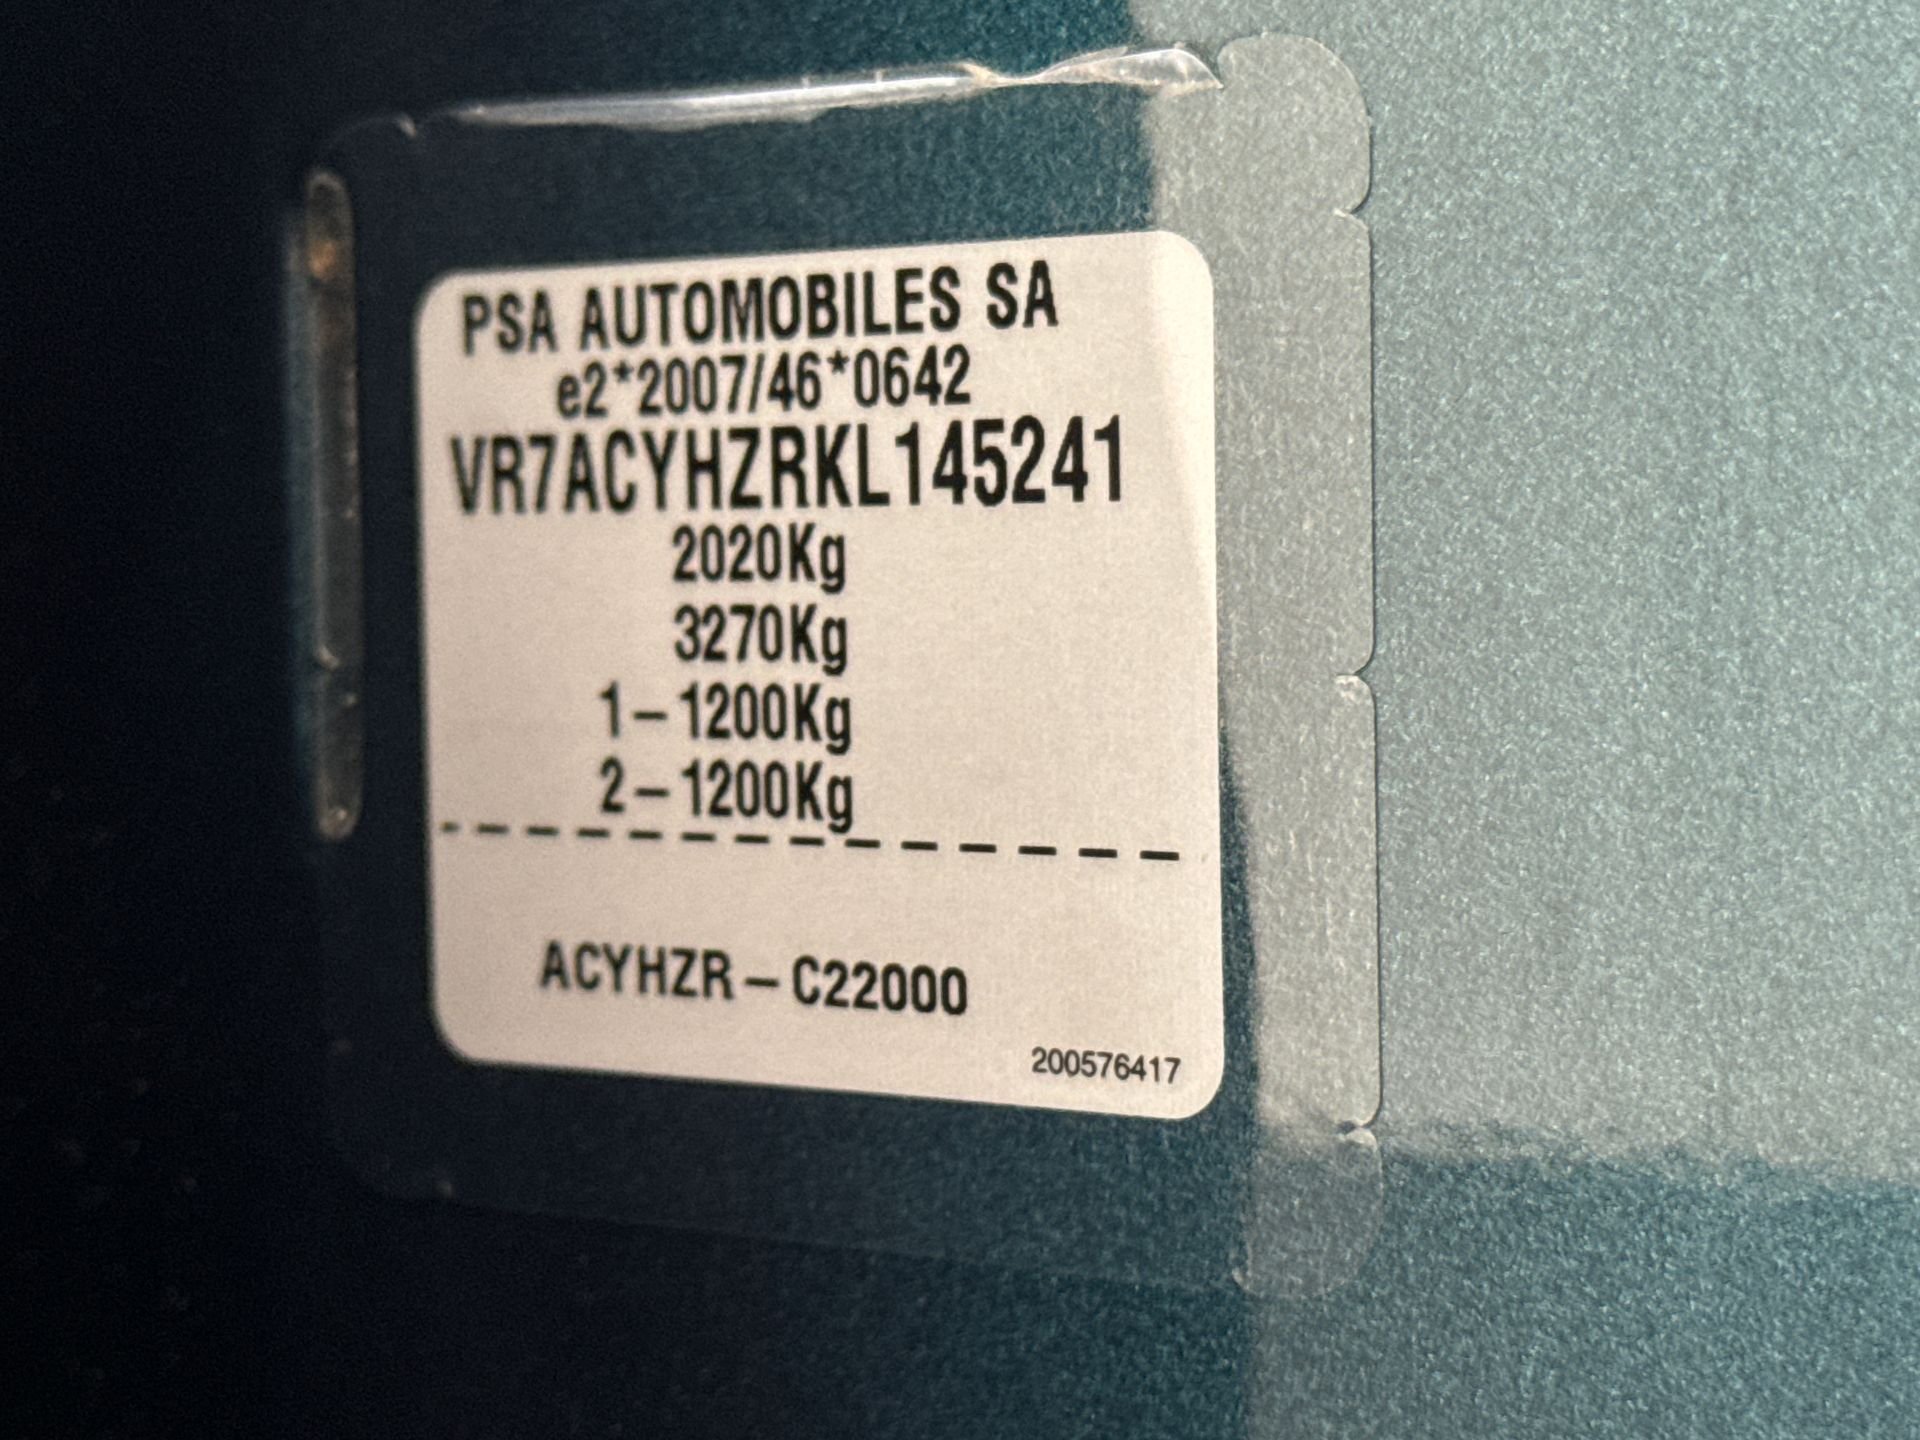 PSA AUTOMOBILES SA
e2*2007/46*0642
VR7ACYHZRKL145241
2020Kg
3270Kg
1-1200Kg
2-1200Kg
ACYHZR-C22000
200576417